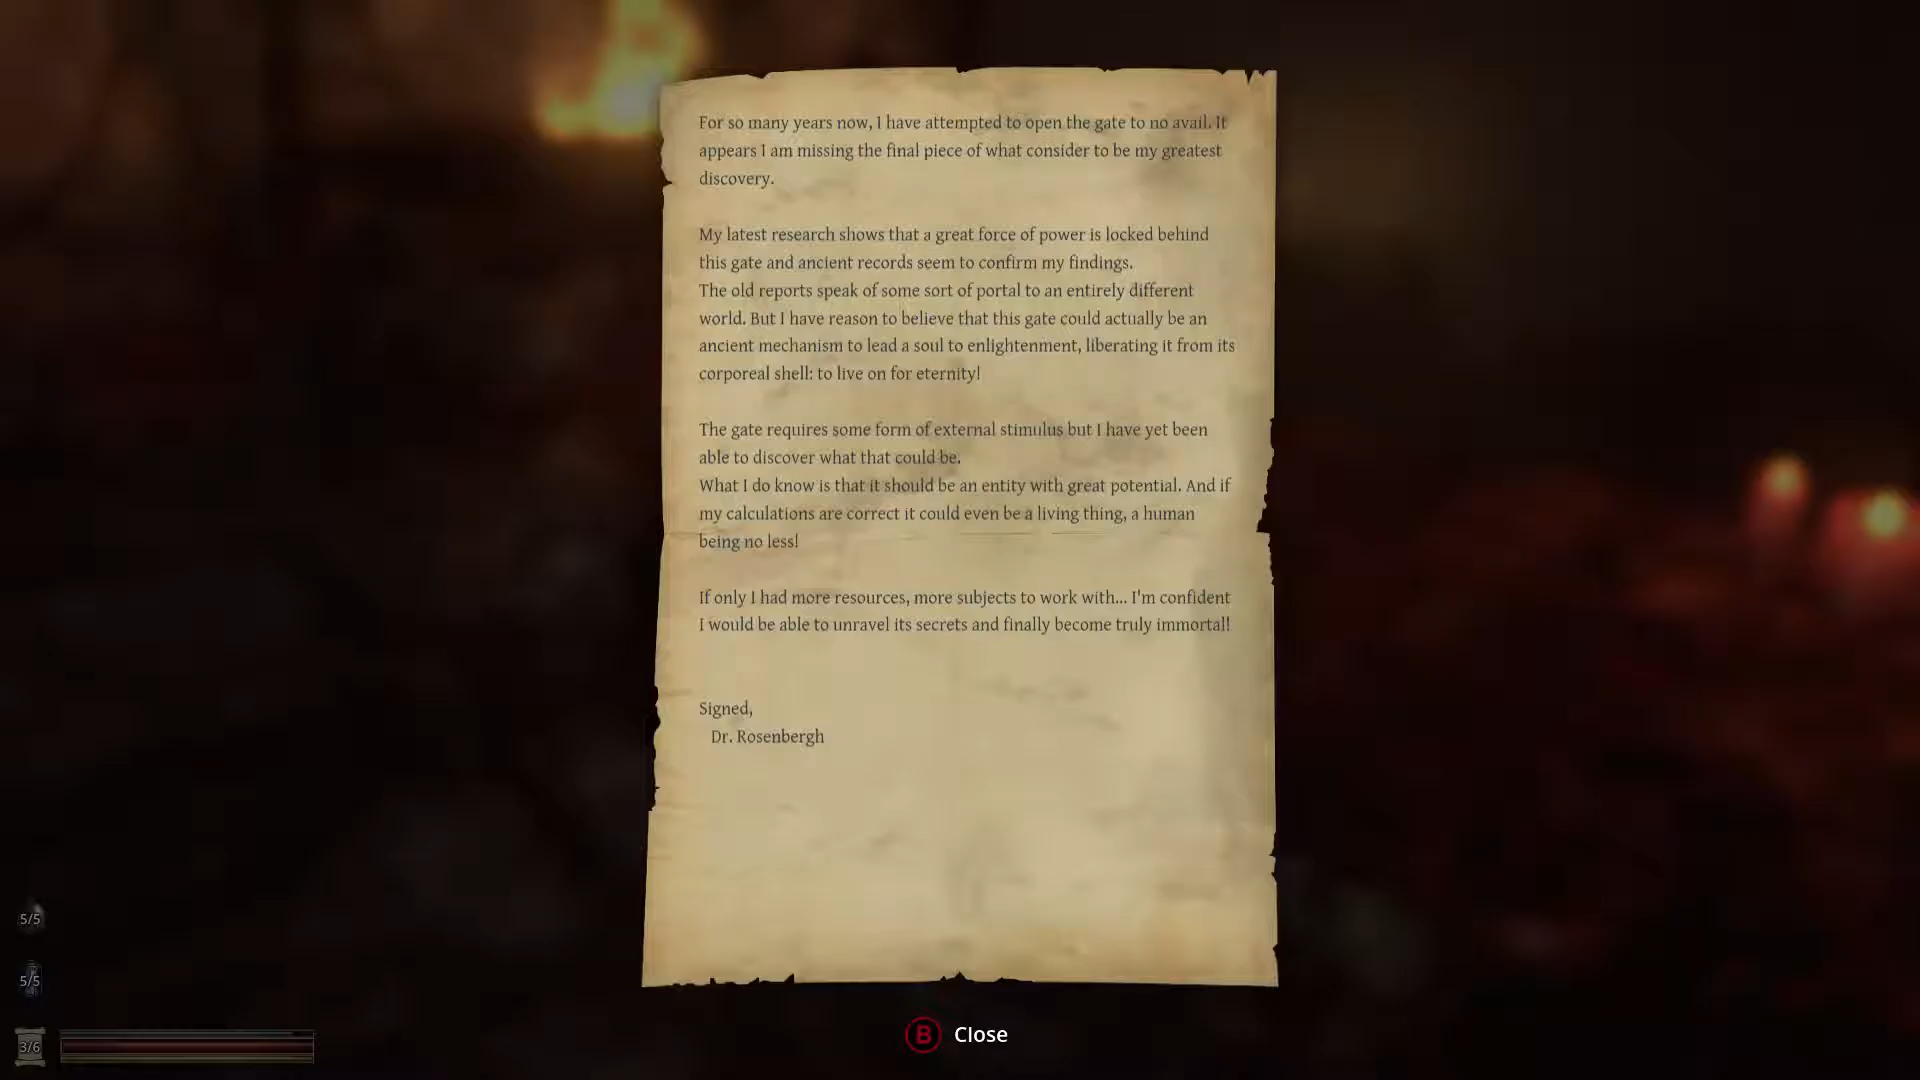 For so many years now, I have attempted to open the gate to no avail. It
appears I am missing the final piece of what consider to be my greatest
discovery.
My latest research shows that a great force of power is locked behind
this gate and ancient records seem to confirm my findings.
The old reports speak of some sort of portal to an entirely different
world. But I have reason to believe that this gate could actually be an
ancient mechanism to lead a soul to enlightenment, liberating it from its
corporeal shell: to live on for eternity!
The gate requires some form of external stimulus but I have yet been
able to discover what that could be.
What I do know is that it should be an entity with great potential. And if
my calculations are correct it could even be a living thing, a human
being no less!
If only I had more resources, more subjects to work with... I'm confident
I would be able to unravel its secrets and finally become truly immortal!
Signed,
Dr. Rosenbergh
5/5
5/5
3/6
B Close